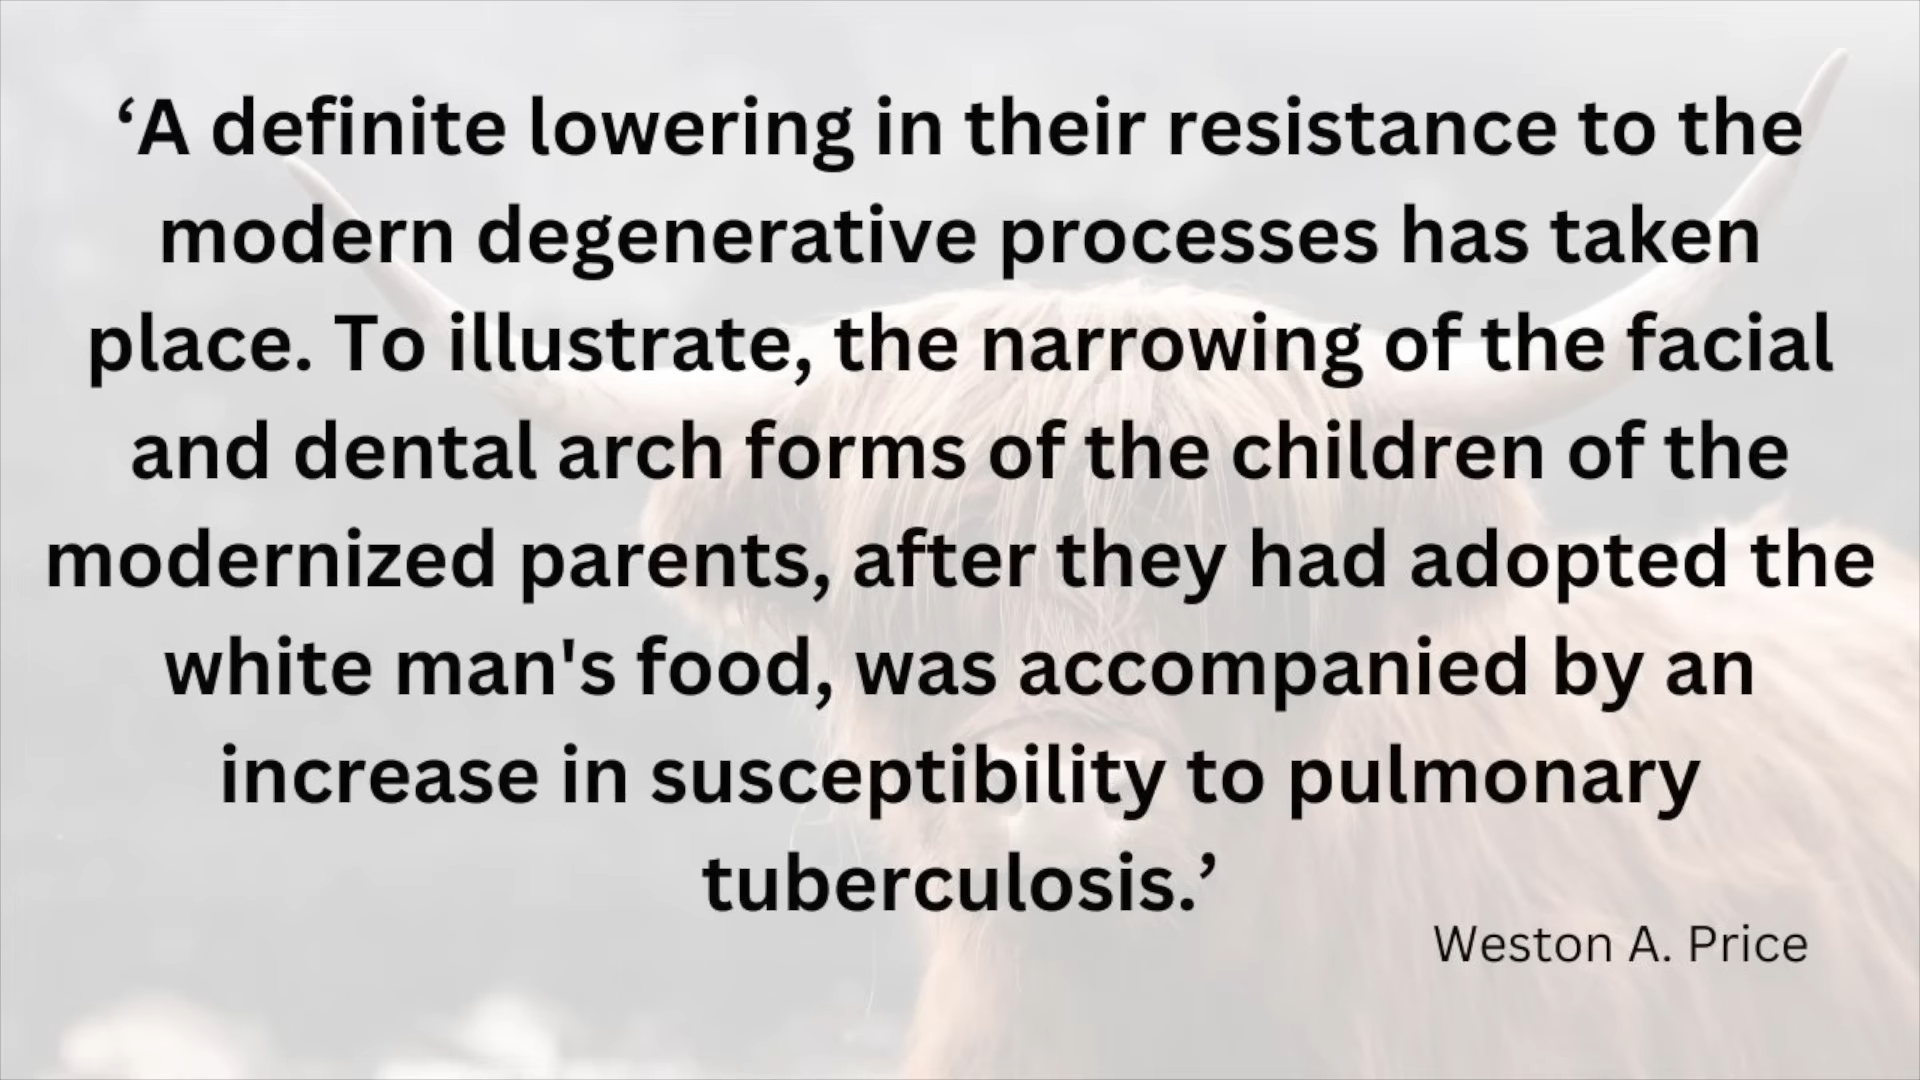 ‘A definite lowering in their resistance to the
modern degenerative processes has taken
place. To illustrate, the narrowing of the facial
and dental arch forms of the children of the
modernized parents, after they had adopted the
white man's food, was accompanied by an
increase in susceptibility to pulmonary
tuberculosis.’
Weston A. Price